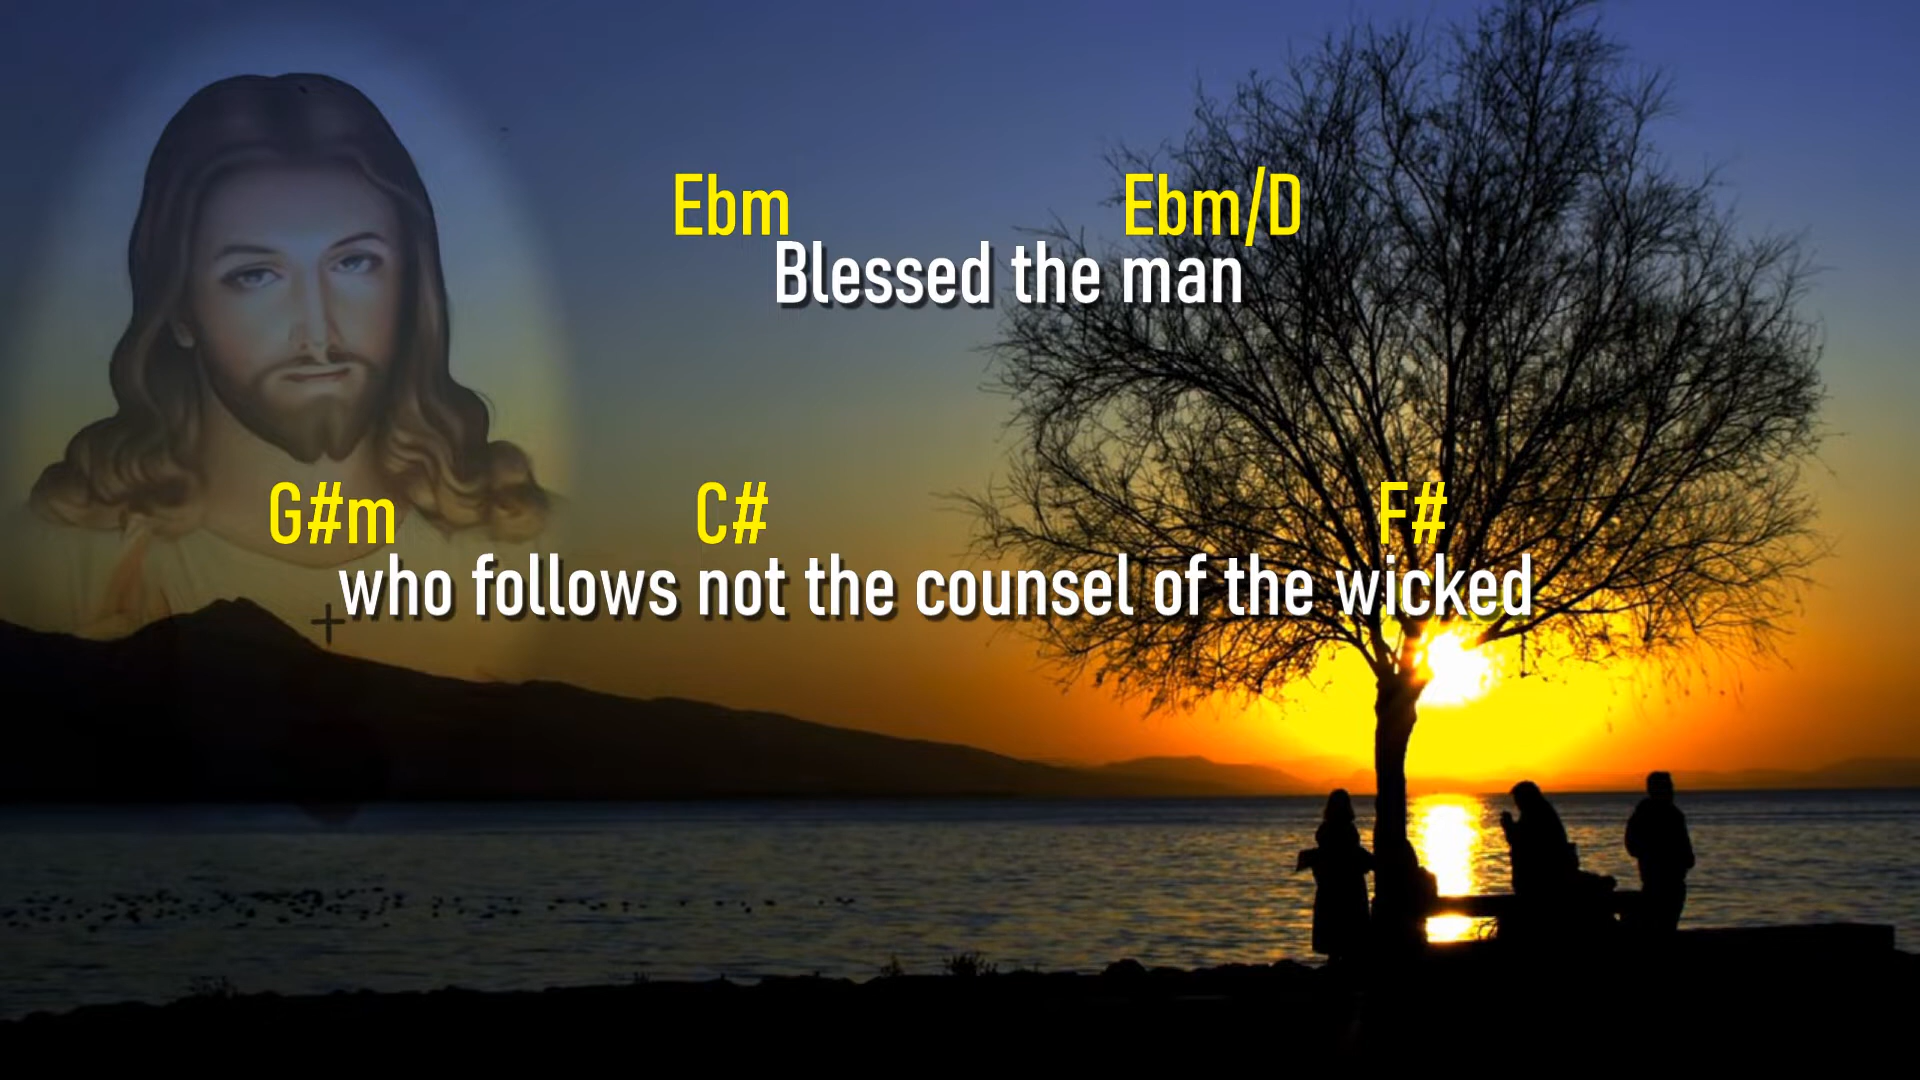 Ebm Ebm/D
Blessed the man
G#m C# F#
who follows not the counsel of the wicked